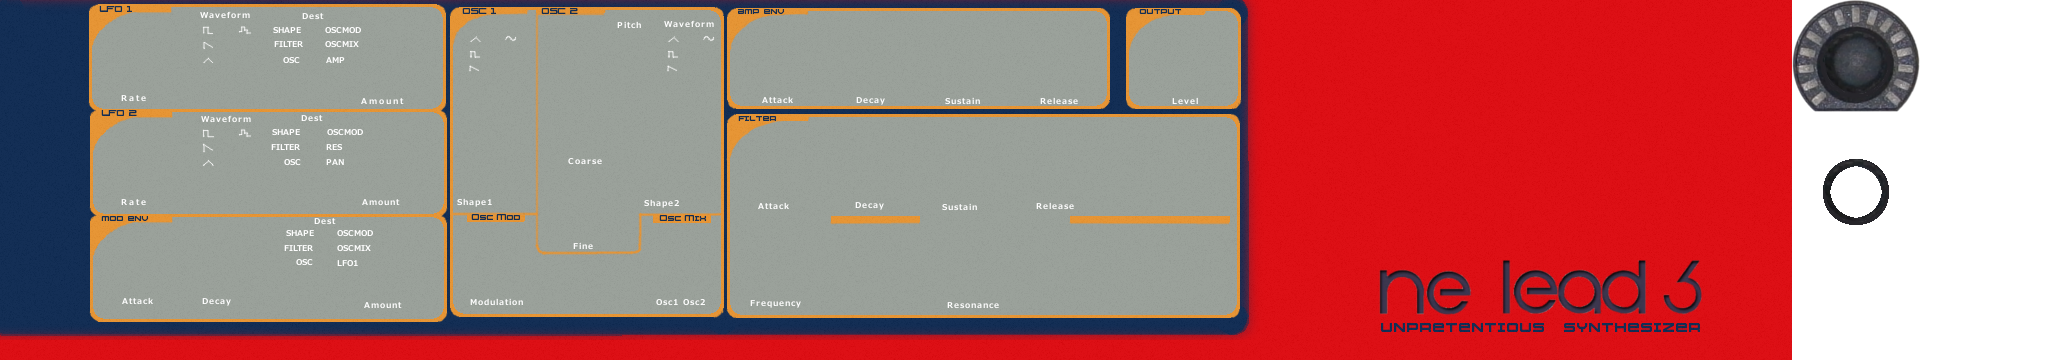 LFO 1
Waveform Dest
SHAPE OSCMOD
FILTER OSCMIX
OSC AMP
Rate Amount
LFO 2
Waveform Dest
SHAPE OSCMOD
FILTER RES
OSC PAN
Rate Amount
mod env
Dest
SHAPE OSCMOD
FILTER OSCMIX
OSC LFO1
Attack Decay Amount
OSC 1 OSC 2
Pitch Waveform
Coarse
Shape1 Shape2
Osc Mod Osc Mix
Fine
Modulation Osc1 Osc2
amp env
Attack Decay Sustain Release
OUTPUT
Level
FILTER
Attack Decay Sustain Release
Frequency Resonance
ne lead 3
UNPRETENTIOUS SYNTHESIZER